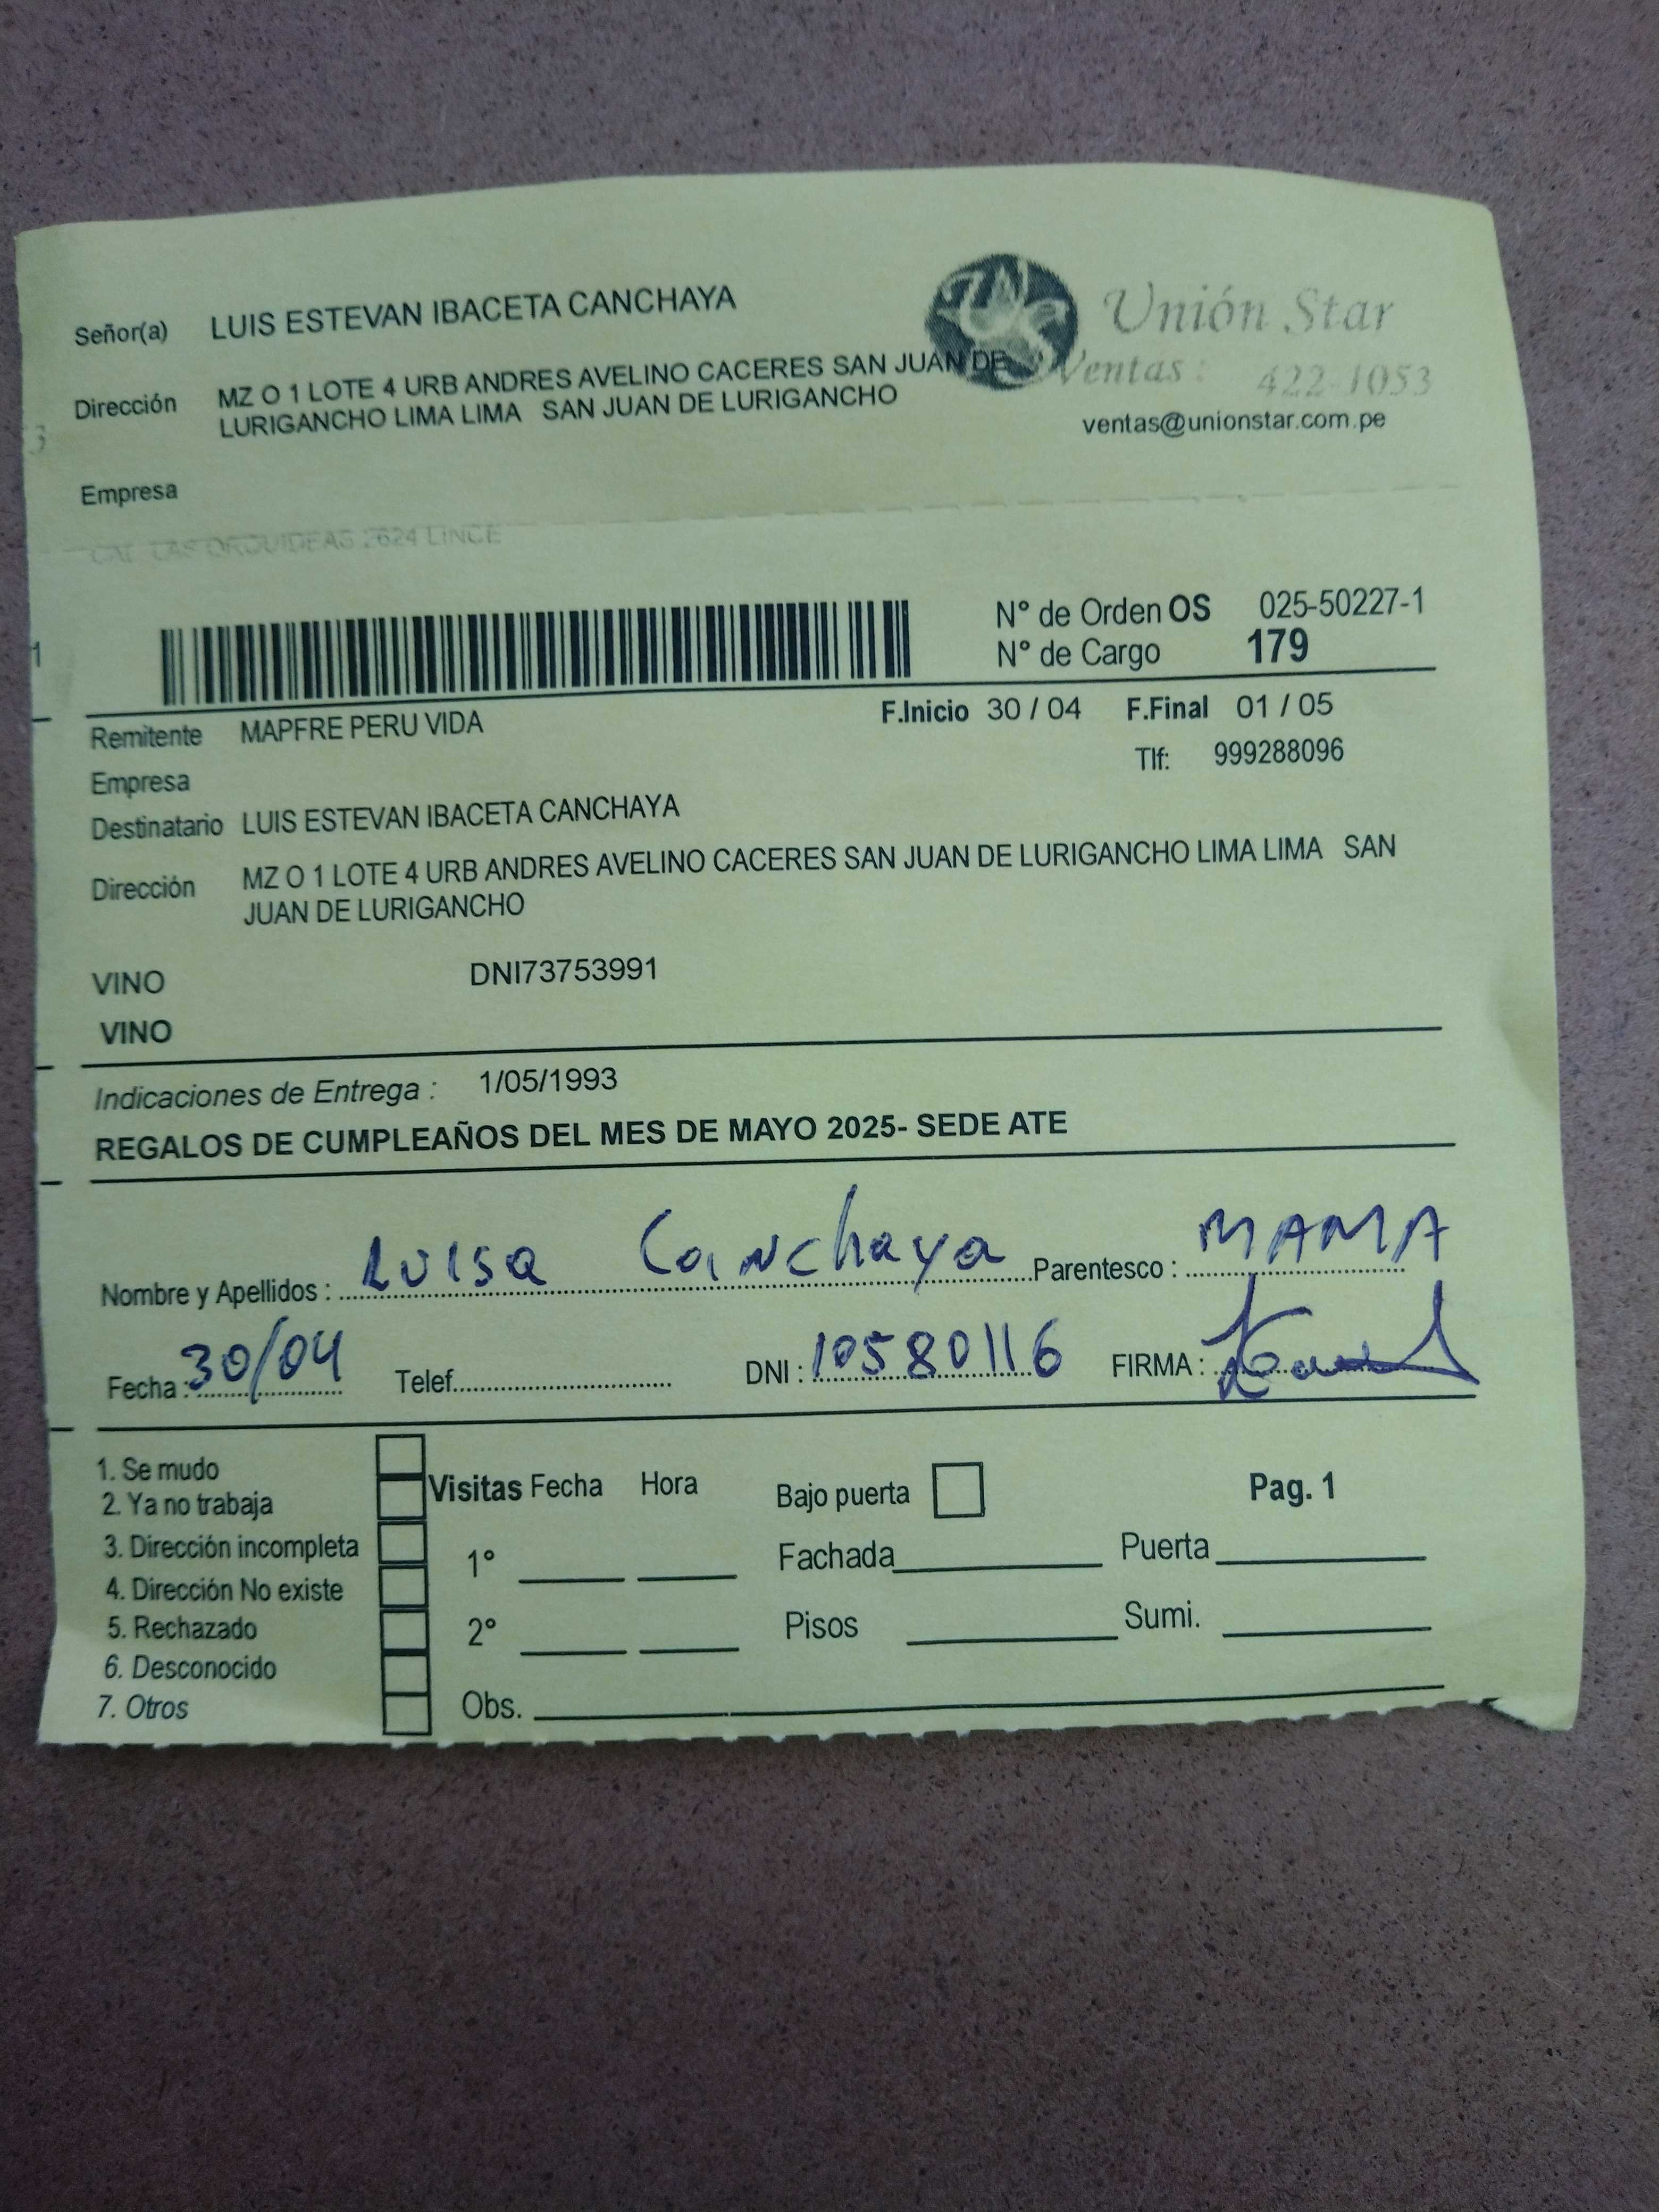 Señor(a) LUIS ESTEVAN IBACETA CANCHAYA
Unión Star
Dirección MZ O 1 LOTE 4 URB ANDRES AVELINO CACERES SAN JUAN DE
LURIGANCHO LIMA LIMA SAN JUAN DE LURIGANCHO
Ventas : 422-1053
ventas@unionstar.com.pe
Empresa
LAS ORQUIDEAS 2624 LINCE
N° de Orden OS 025-50227-1
N° de Cargo 179
Remitente MAPFRE PERU VIDA F.Inicio 30 / 04 F.Final 01 / 05
Empresa Tlf: 999288096
Destinatario LUIS ESTEVAN IBACETA CANCHAYA
Dirección MZ O 1 LOTE 4 URB ANDRES AVELINO CACERES SAN JUAN DE LURIGANCHO LIMA LIMA SAN
JUAN DE LURIGANCHO
VINO DNI73753991
VINO
Indicaciones de Entrega : 1/05/1993
REGALOS DE CUMPLEAÑOS DEL MES DE MAYO 2025- SEDE ATE
Nombre y Apellidos : Luisa Canchaya Parentesco : MAMA
Fecha : 30/04 Telef. DNI : 10580116 FIRMA :
1. Se mudo
2. Ya no trabaja
3. Dirección incompleta
4. Dirección No existe
5. Rechazado
6. Desconocido
7. Otros
Visitas Fecha Hora Bajo puerta Pag. 1
1° Fachada Puerta
2° Pisos Sumi.
Obs.